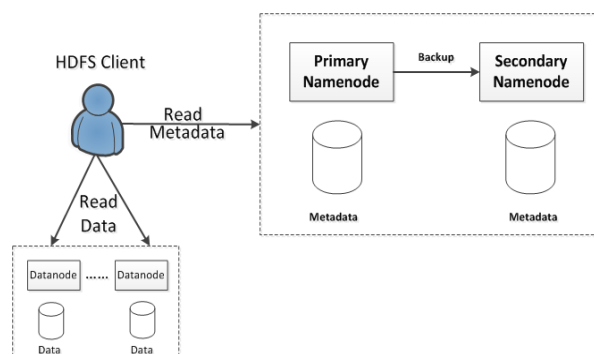 HDFS Client
Read
Metadata
Read
Data
Primary
Namenode
Backup
Secondary
Namenode
Metadata
Metadata
Datanode
......
Datanode
Data
Data